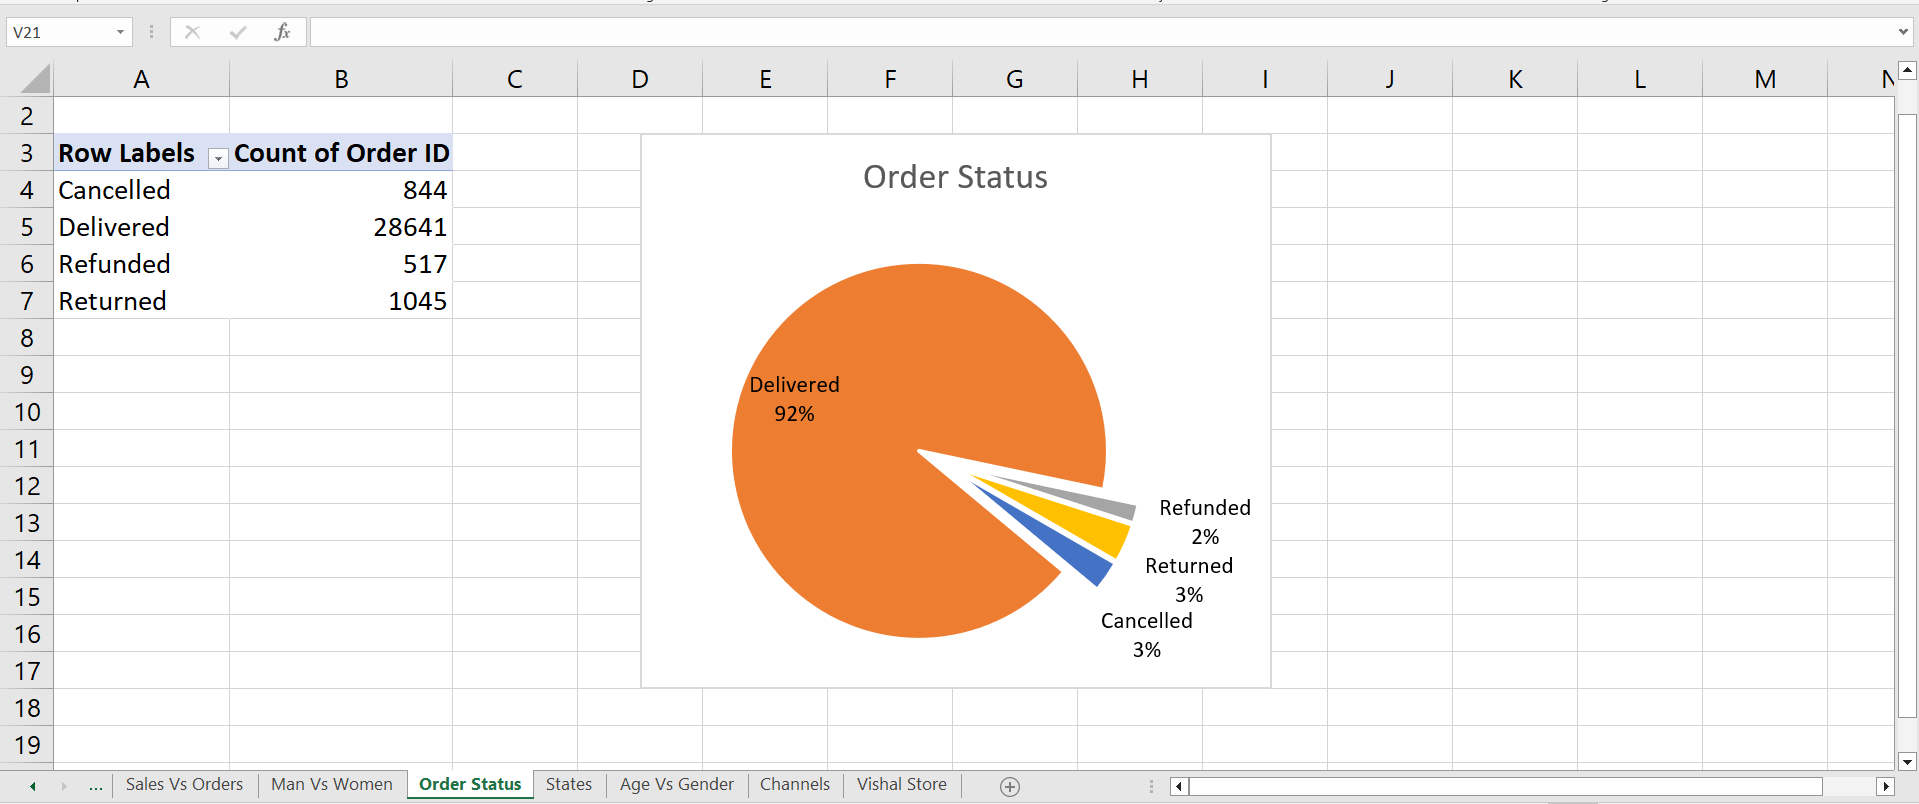 V21
fx
A B C D E F G H I J K L M N
2
3 Row Labels Count of Order ID
4 Cancelled 844
5 Delivered 28641
6 Refunded 517
7 Returned 1045
8
9
10
11
12
13
14
15
16
17
18
19
Order Status
Delivered
92%
Refunded
2%
Returned
3%
Cancelled
3%
... Sales Vs Orders Man Vs Women Order Status States Age Vs Gender Channels Vishal Store